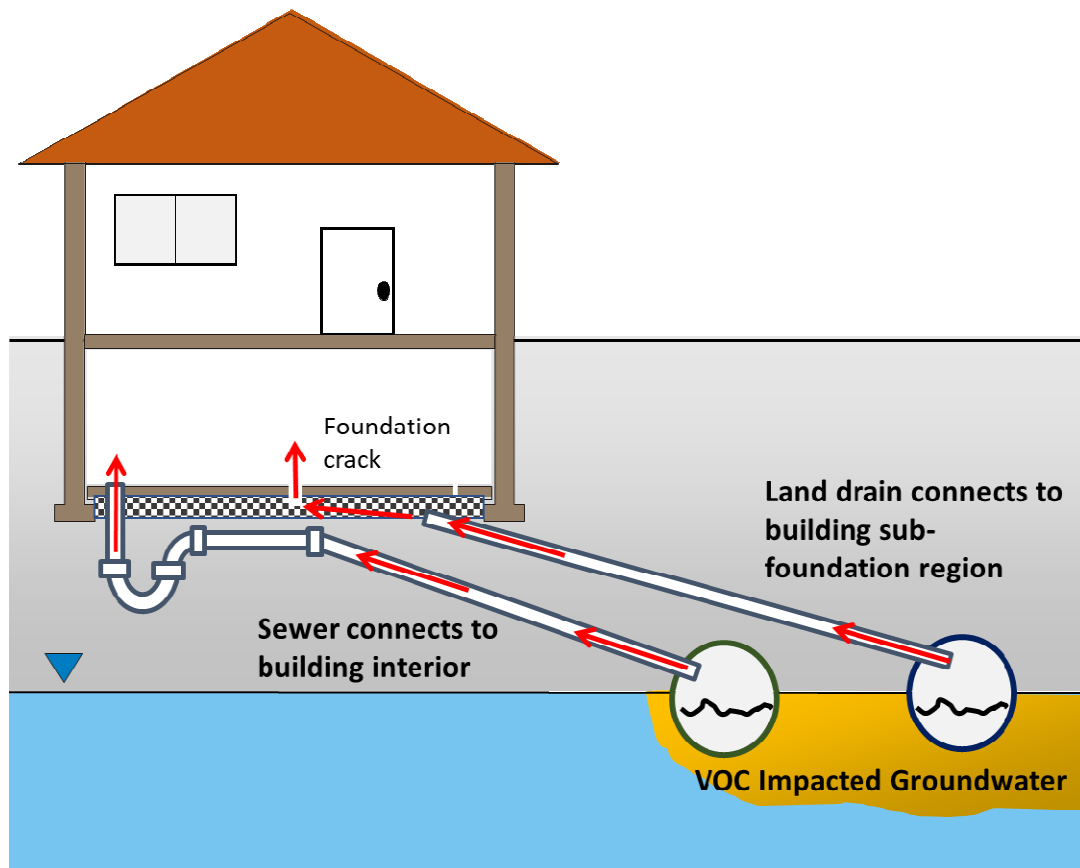 Foundation
crack
Land drain connects to
building sub-
foundation region
Sewer connects to
building interior
VOC Impacted Groundwater